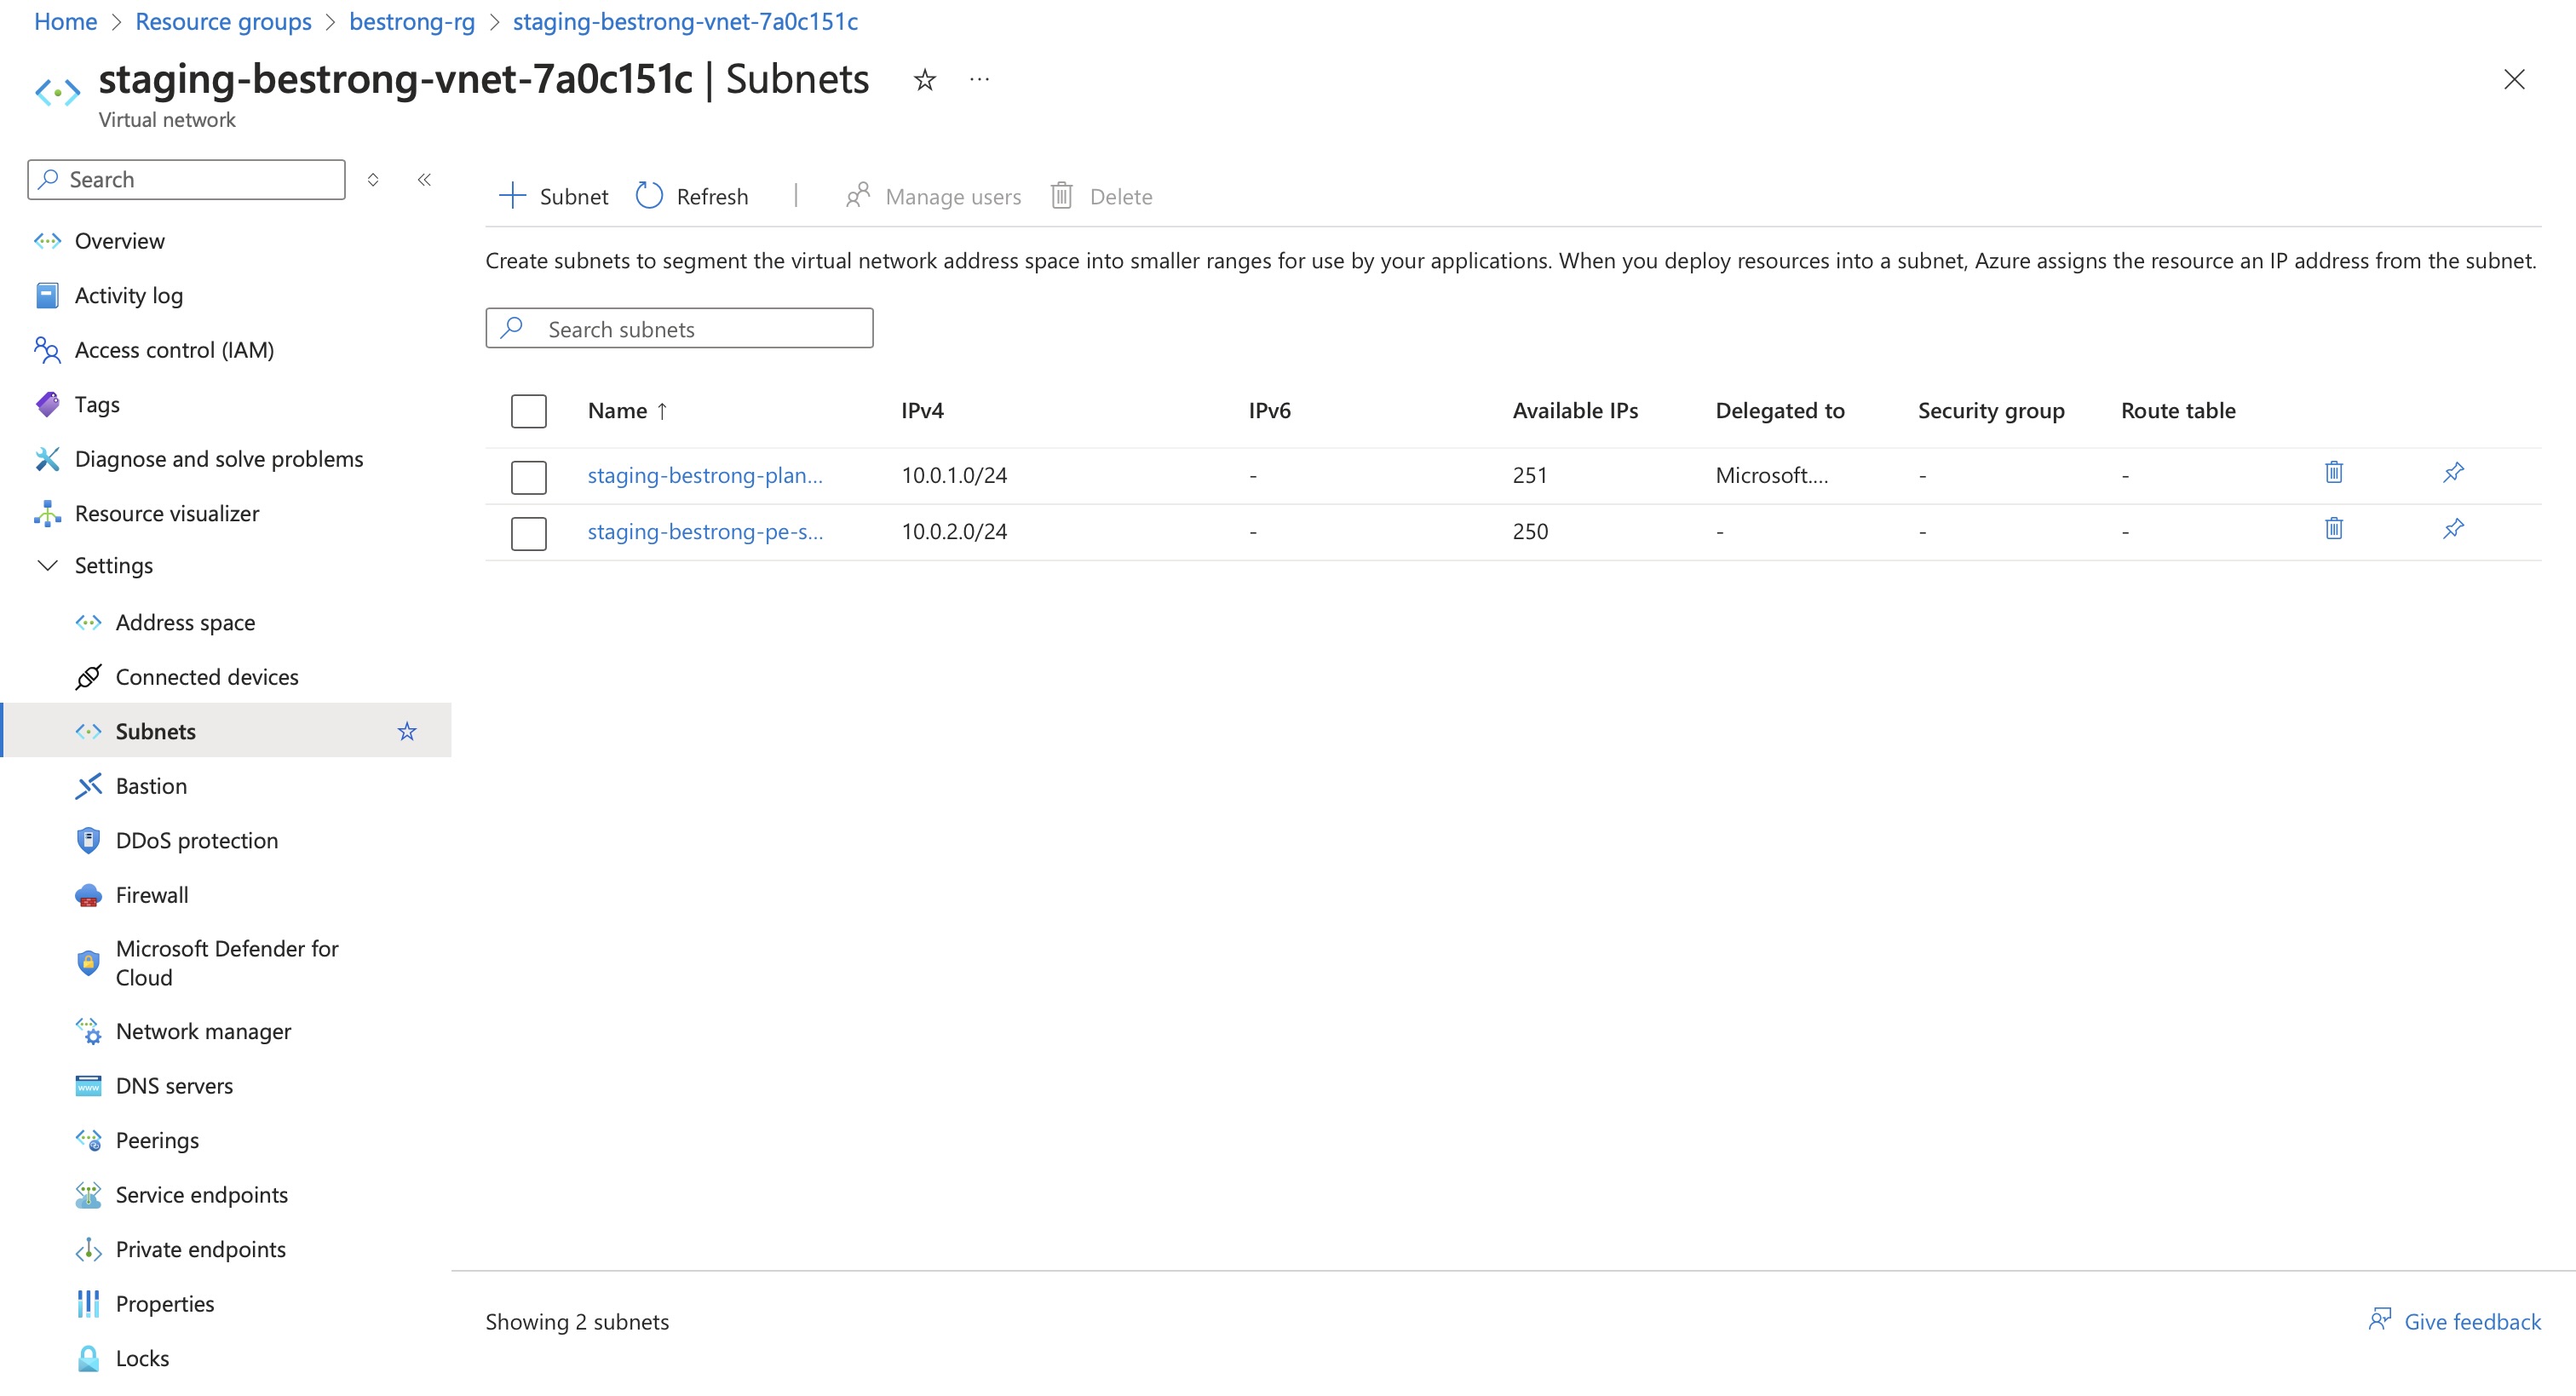 Home > Resource groups > bestrong-rg > staging-bestrong-vnet-7a0c151c
staging-bestrong-vnet-7a0c151c | Subnets
Virtual network
Search
Overview
Activity log
Access control (IAM)
Tags
Diagnose and solve problems
Resource visualizer
Settings
Address space
Connected devices
Subnets
Bastion
DDoS protection
Firewall
Microsoft Defender for
Cloud
Network manager
DNS servers
Peerings
Service endpoints
Private endpoints
Properties
Locks
Subnet Refresh | Manage users Delete
Create subnets to segment the virtual network address space into smaller ranges for use by your applications. When you deploy resources into a subnet, Azure assigns the resource an IP address from the subnet.
Search subnets
Name ↑ IPv4 IPv6 Available IPs Delegated to Security group Route table
staging-bestrong-plan... 10.0.1.0/24 - 251 Microsoft.... - -
staging-bestrong-pe-s... 10.0.2.0/24 - 250 - - -
Showing 2 subnets
Give feedback